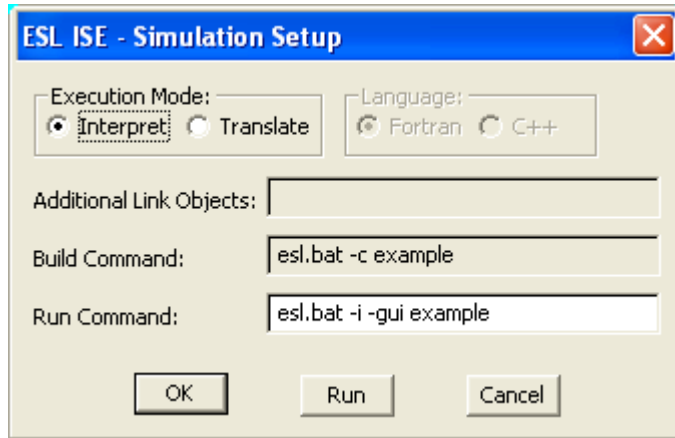 ESL ISE - Simulation Setup
Execution Mode: Language:
Interpret Translate Fortran C++
Additional Link Objects:
Build Command: esl.bat -c example
Run Command: esl.bat -i -gui example
OK Run Cancel